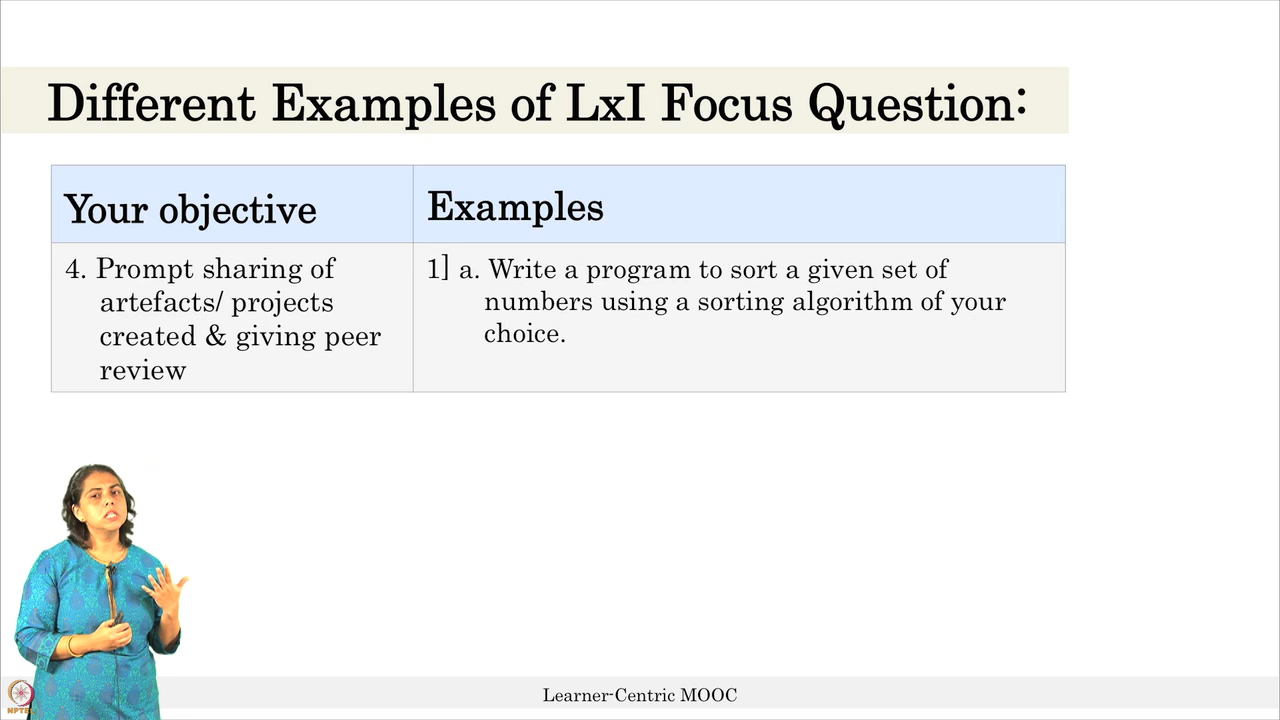 Different Examples of LxI Focus Question:
Your objective
Examples
4. Prompt sharing of
artefacts/ projects
created & giving peer
review
1] a. Write a program to sort a given set of
numbers using a sorting algorithm of your
choice.
Learner-Centric MOOC
NPTEL